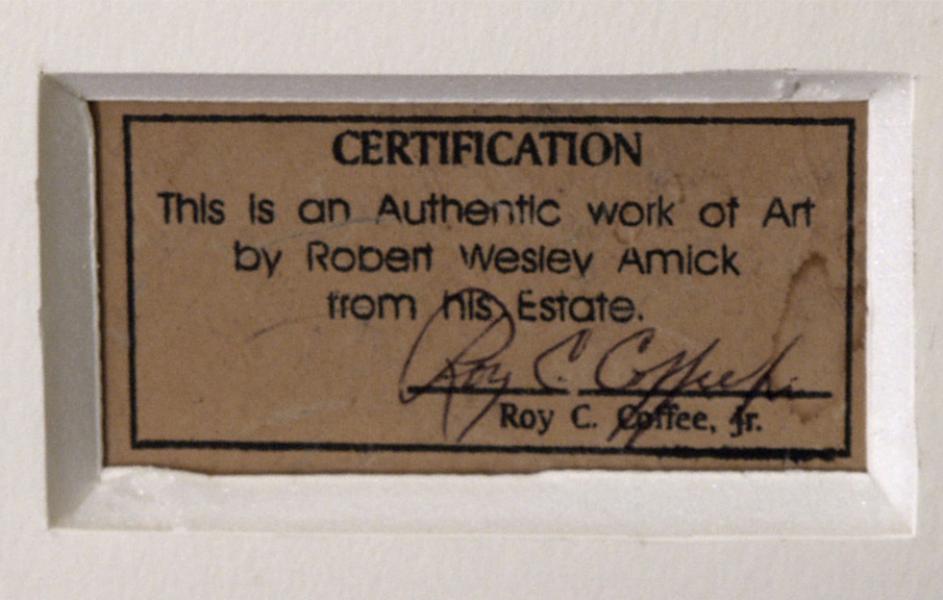 CERTIFICATION
This is an Authentic work of Art
by Robert Wesley Amick
from his Estate.
Roy C. Coffee Jr.
Roy C. Coffee, Jr.